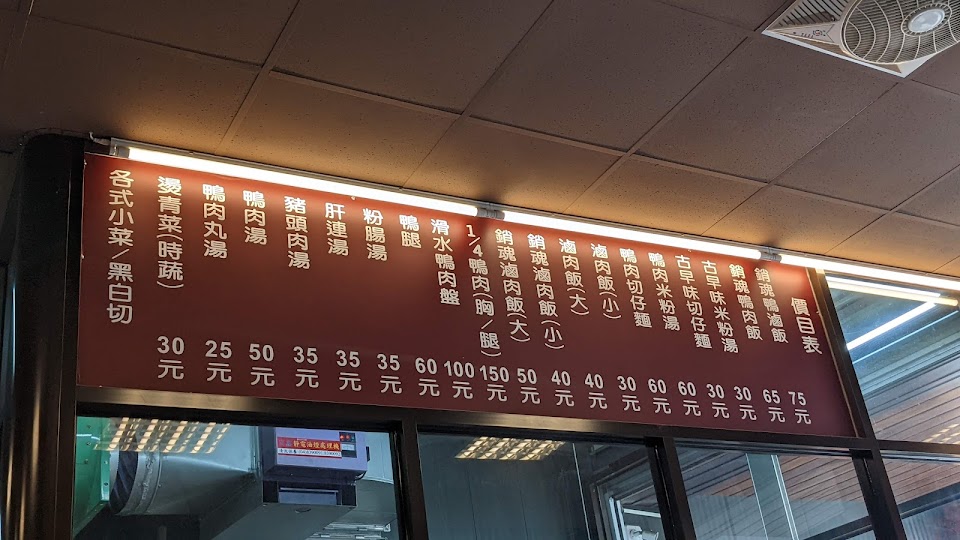 價目表
銷魂鴨滷飯 75元
銷魂鴨肉飯 65元
古早味米粉湯 30元
古早味切仔麵 30元
鴨肉米粉湯 60元
鴨肉切仔麵 60元
滷肉飯(小) 30元
滷肉飯(大) 40元
銷魂滷肉飯(小) 40元
銷魂滷肉飯(大) 50元
1/4鴨肉(胸/腿) 150元
滑水鴨肉盤 100元
鴨腿 60元
粉腸湯 35元
肝連湯 35元
豬頭肉湯 35元
鴨肉湯 50元
鴨肉丸湯 25元
燙青菜(時蔬) 30元
各式小菜/黑白切
靜電油煙處理機